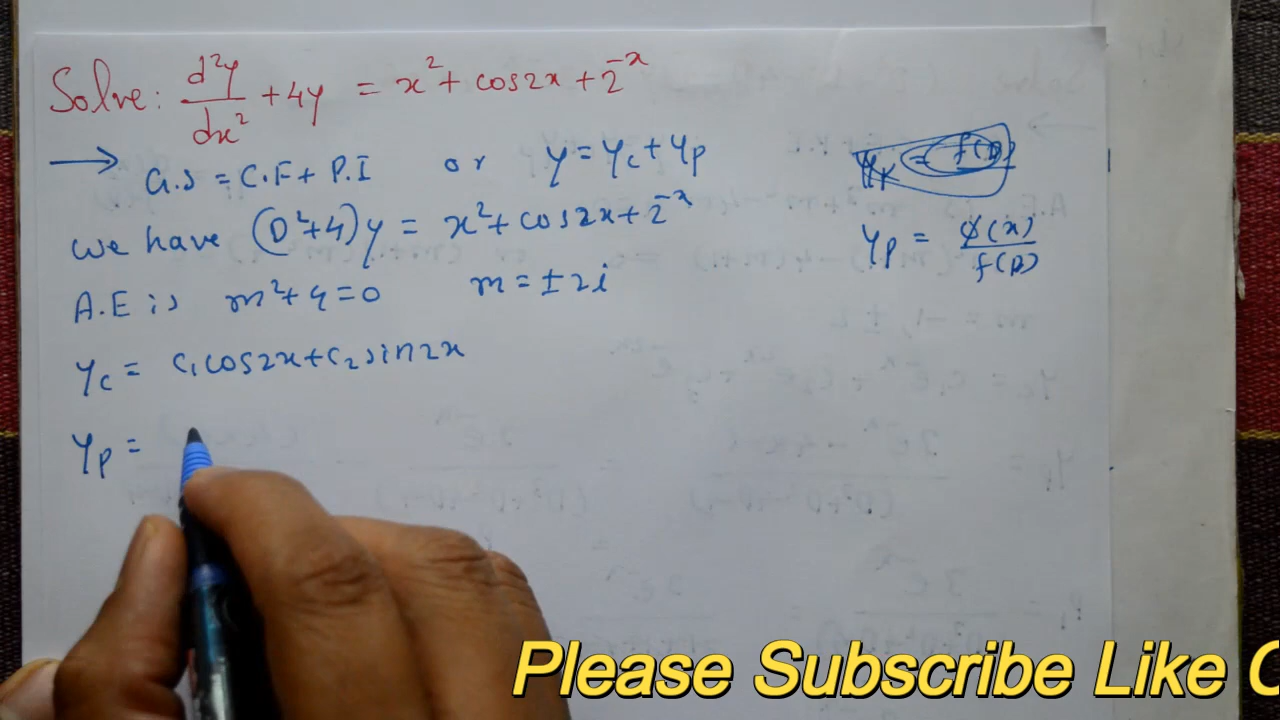 Solve: d²y/dx² + 4y = x² + cos2x + 2⁻ˣ
G.S = C.F + P.I or y = yc + yp
we have (D²+4)y = x² + cos2x + 2⁻ˣ
A.E is m²+4=0 m = ±2i
yc = c₁cos2x + c₂sin2x
yp =
yp = f(D)
yp = ϕ(x)/f(D)
Please Subscribe Like C